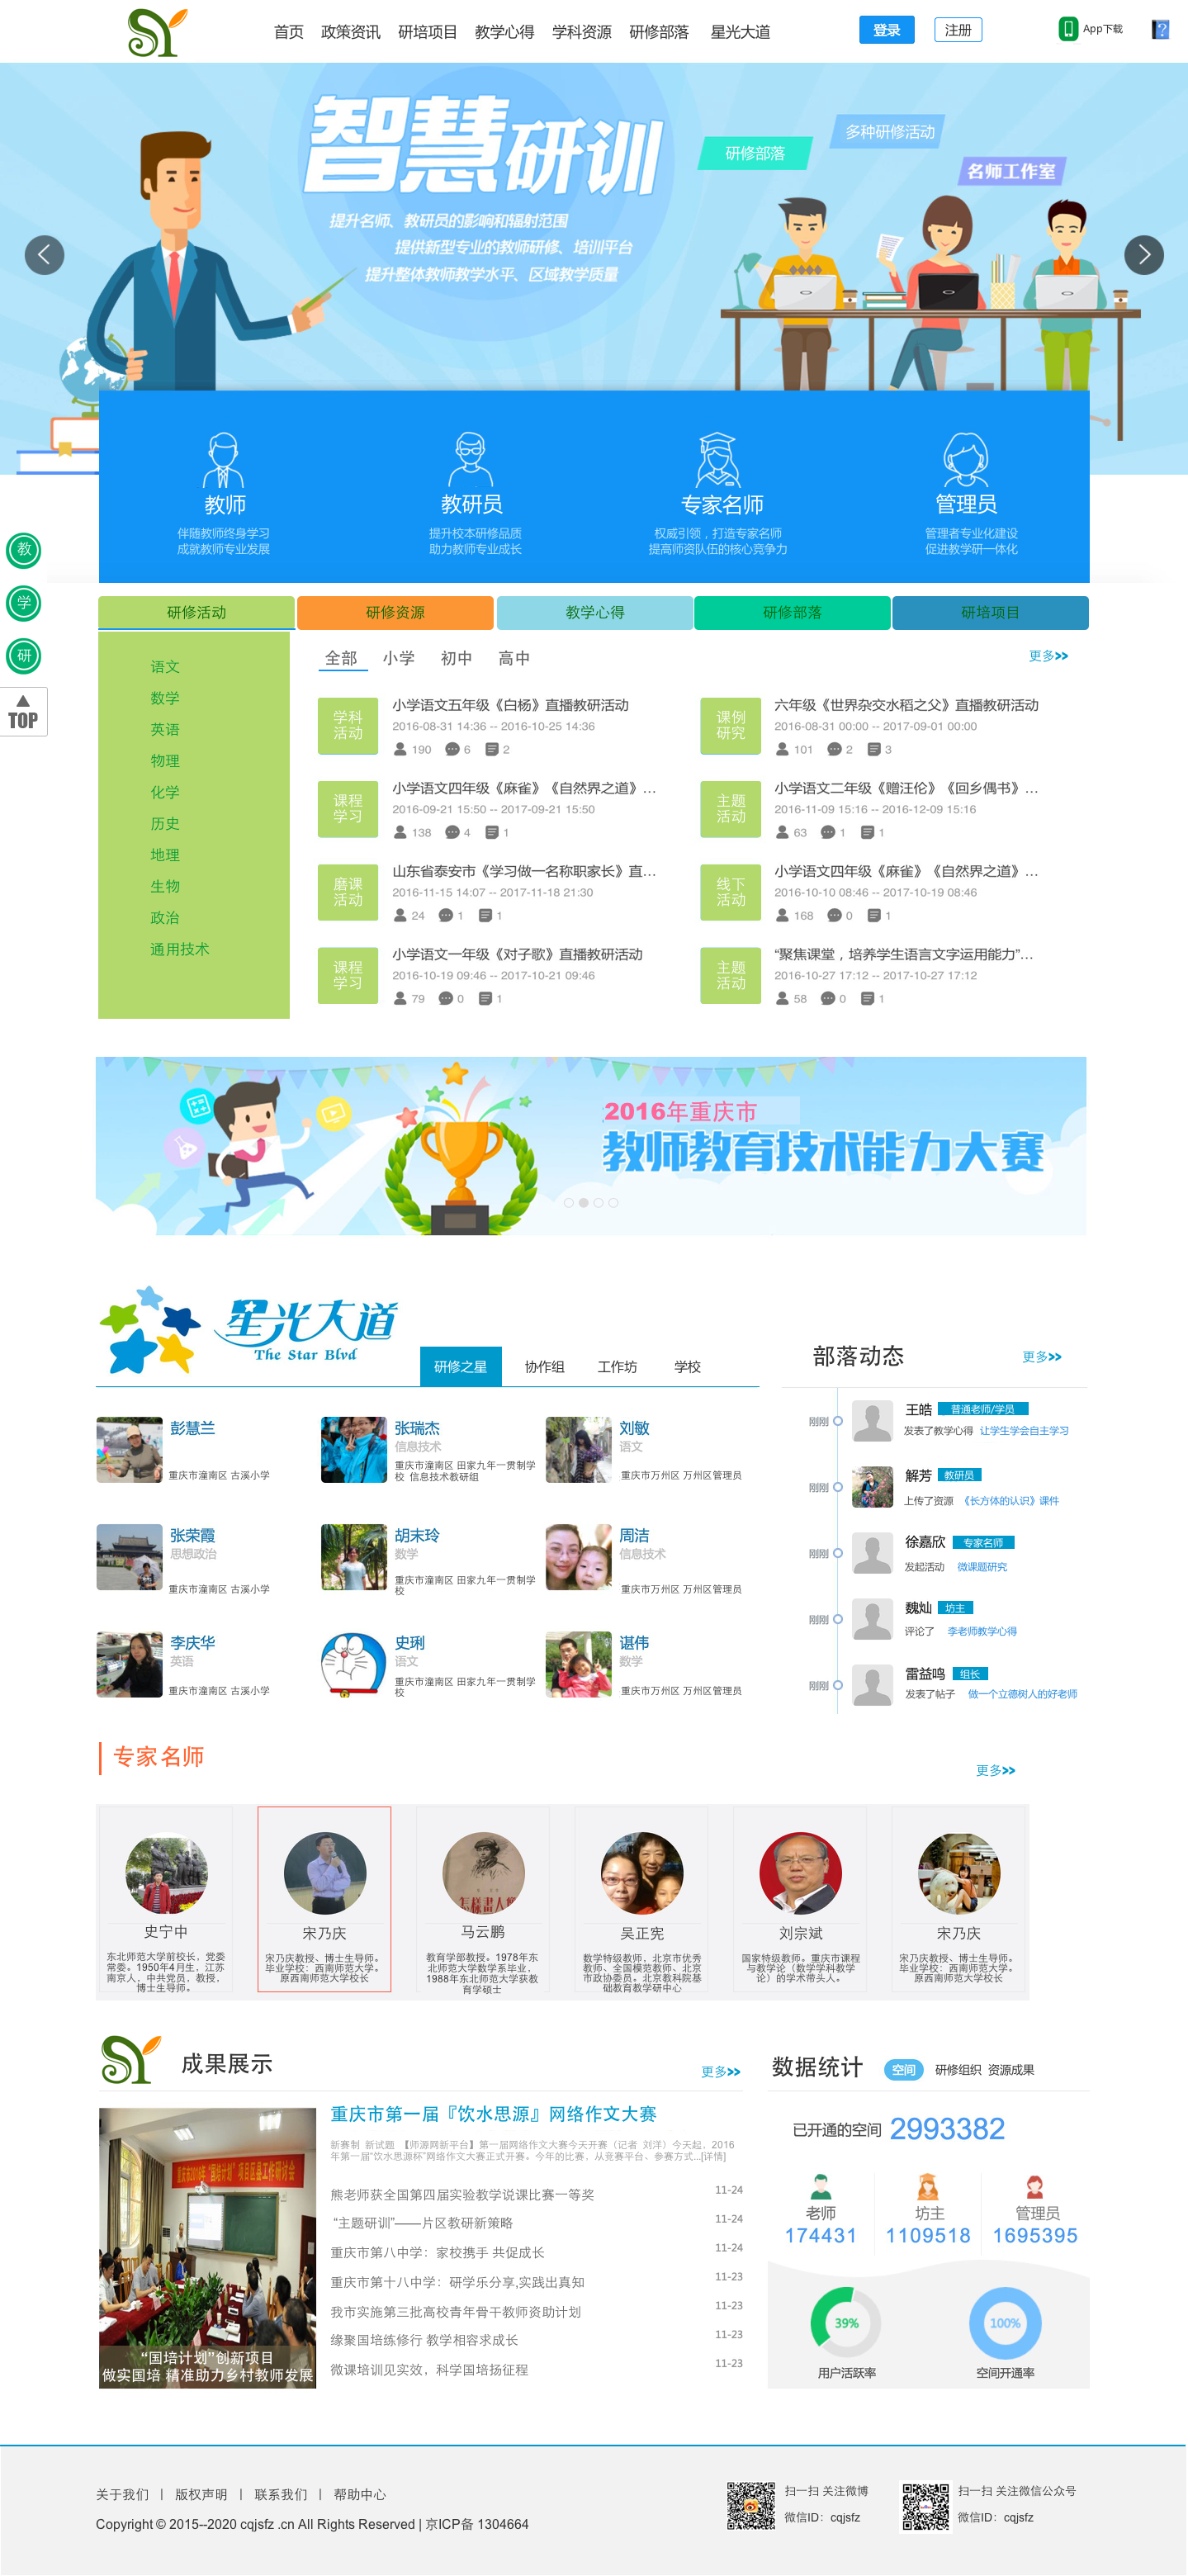 SY
首页 政策资讯 研培项目 教学心得 学科资源 研修部落 星光大道
登录 注册 App下载 ?
智慧研训
提升名师、教研员的影响和辐射范围
提供新型专业的教师研修、培训平台
提升整体教师教学水平、区域教学质量
研修部落
多种研修活动
名师工作室
教师
伴随教师终身学习
成就教师专业发展
教研员
提升校本研修品质
助力教师专业成长
专家名师
权威引领，打造专家名师
提高师资队伍的核心竞争力
管理员
管理者专业化建设
促进教学研一体化
教
学
研
TOP
研修活动 研修资源 教学心得 研修部落 研培项目
语文
数学
英语
物理
化学
历史
地理
生物
政治
通用技术
全部 小学 初中 高中 更多>>
学科
活动
小学语文五年级《白杨》直播教研活动
2016-08-31 14:36 -- 2016-10-25 14:36
190 6 2
课例
研究
六年级《世界杂交水稻之父》直播教研活动
2016-08-31 00:00 -- 2017-09-01 00:00
101 2 3
课程
学习
小学语文四年级《麻雀》《自然界之道》…
2016-09-21 15:50 -- 2017-09-21 15:50
138 4 1
主题
活动
小学语文二年级《赠汪伦》《回乡偶书》…
2016-11-09 15:16 -- 2016-12-09 15:16
63 1 1
磨课
活动
山东省泰安市《学习做一名称职家长》直…
2016-11-15 14:07 -- 2017-11-18 21:30
24 1 1
线下
活动
小学语文四年级《麻雀》《自然界之道》…
2016-10-10 08:46 -- 2017-10-19 08:46
168 0 1
课程
学习
小学语文一年级《对子歌》直播教研活动
2016-10-19 09:46 -- 2017-10-21 09:46
79 0 1
主题
活动
“聚焦课堂，培养学生语言文字运用能力”…
2016-10-27 17:12 -- 2017-10-27 17:12
58 0 1
2016年重庆市
教师教育技术能力大赛
星光大道
The Star Blvd
研修之星 协作组 工作坊 学校
彭慧兰
重庆市潼南区 古溪小学
张瑞杰
信息技术
重庆市潼南区 田家九年一贯制学
校 信息技术教研组
刘敏
语文
重庆市万州区 万州区管理员
张荣霞
思想政治
重庆市潼南区 古溪小学
胡末玲
数学
重庆市潼南区 田家九年一贯制学
校
周洁
信息技术
重庆市万州区 万州区管理员
李庆华
英语
重庆市潼南区 古溪小学
史琍
语文
重庆市潼南区 田家九年一贯制学
校
谌伟
数学
重庆市万州区 万州区管理员
部落动态 更多>>
刚刚 王皓 普通老师/学员
发表了教学心得 让学生学会自主学习
刚刚 解芳 教研员
上传了资源 《长方体的认识》课件
刚刚 徐嘉欣 专家名师
发起活动 微课题研究
刚刚 魏灿 坊主
评论了 李老师教学心得
刚刚 雷益鸣 组长
发表了帖子 做一个立德树人的好老师
专家名师 更多>>
史宁中
东北师范大学前校长，党委
常委。1950年4月生，江苏
南京人，中共党员，教授，
博士生导师。
宋乃庆
宋乃庆教授、博士生导师。
毕业学校：西南师范大学。
原西南师范大学校长
马云鹏
教育学部教授。1978年东
北师范大学数学系毕业，
1988年东北师范大学获教
育学硕士
吴正宪
数学特级教师，北京市优秀
教师、全国模范教师、北京
市政协委员。北京教科院基
础教育教学研中心
刘宗斌
国家特级教师。重庆市课程
与教学论（数学学科教学
论）的学术带头人。
宋乃庆
宋乃庆教授、博士生导师。
毕业学校：西南师范大学。
原西南师范大学校长
SY
成果展示 更多>>
“国培计划”创新项目
做实国培 精准助力乡村教师发展
重庆市第一届『饮水思源』网络作文大赛
新赛制 新试题 【师源网新平台】第一届网络作文大赛今天开赛（记者 刘洋）今天起，2016
年第一届“饮水思源杯”网络作文大赛正式开赛。今年的比赛，从竞赛平台、参赛方式...[详情]
熊老师获全国第四届实验教学说课比赛一等奖 11-24
“主题研训”——片区教研新策略 11-24
重庆市第八中学：家校携手 共促成长 11-24
重庆市第十八中学：研学乐分享,实践出真知 11-23
我市实施第三批高校青年骨干教师资助计划 11-23
缘聚国培练修行 教学相容求成长 11-23
微课培训见实效，科学国培扬征程 11-23
数据统计 空间 研修组织 资源成果
已开通的空间 2993382
老师
174431
坊主
1109518
管理员
1695395
39%
用户活跃率
100%
空间开通率
关于我们 | 版权声明 | 联系我们 | 帮助中心
Copyright © 2015--2020 cqjsfz .cn All Rights Reserved | 京ICP备 1304664
扫一扫 关注微博
微信ID：cqjsfz
扫一扫 关注微信公众号
微信ID：cqjsfz